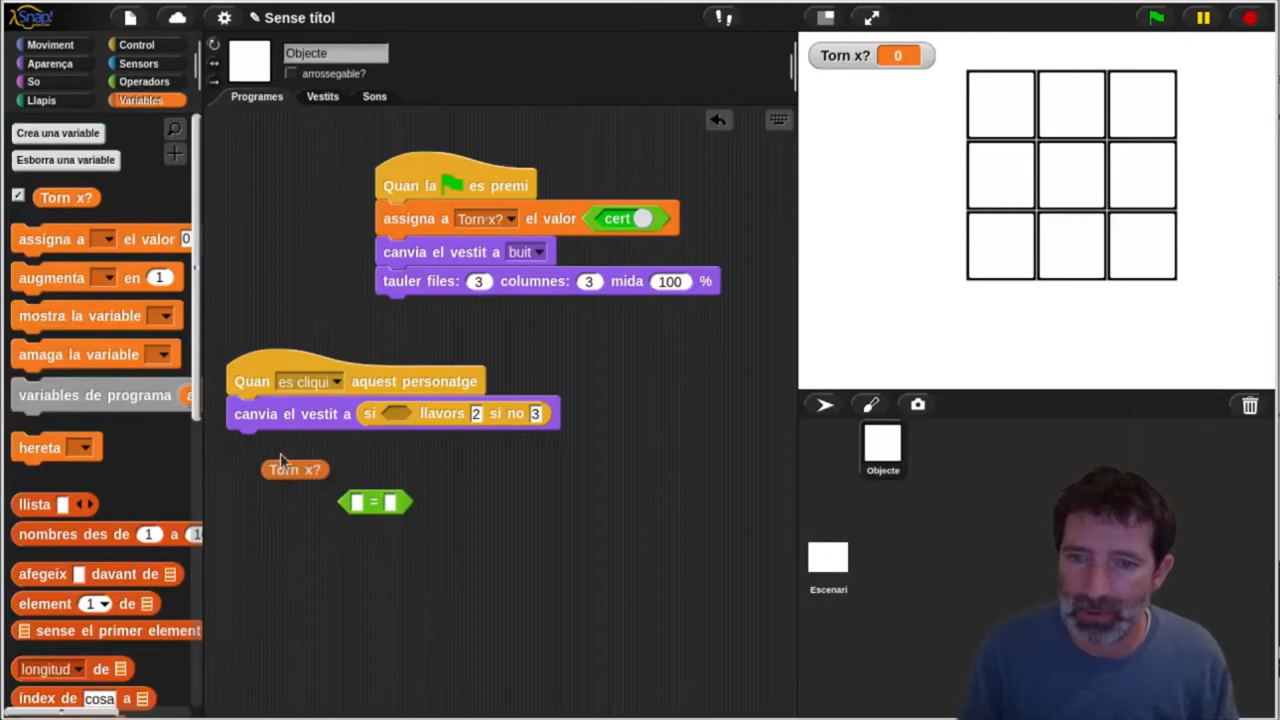 Snap!
Sense títol
Moviment
Control
Aparença
Sensors
So
Operadors
Llapis
Variables
Crea una variable
Esborra una variable
Torn x?
assigna a el valor 0
augmenta en 1
mostra la variable
amaga la variable
variables de programa a
hereta
llista
nombres des de 1 a
afegeix davant de
element 1 de
sense el primer element
longitud de
índex de cosa a
Objecte
arrossegable?
Programes
Vestits
Sons
Quan la es premi
assigna a Torn x? el valor cert
canvia el vestit a buit
tauler files: 3 columnes: 3 mida 100 %
Quan es cliqui aquest personatge
canvia el vestit a si llavors 2 si no 3
Torn x?
=
Torn x? 0
Objecte
Escenari